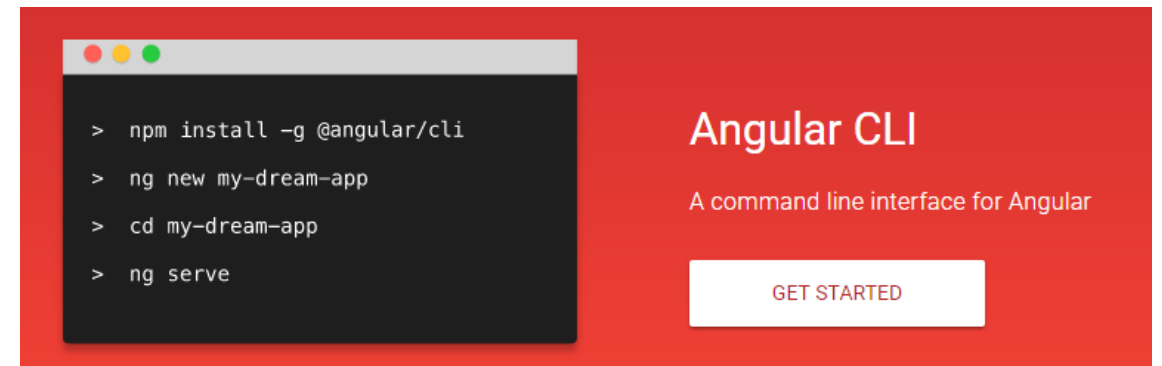 > npm install -g @angular/cli
> ng new my-dream-app
> cd my-dream-app
> ng serve
Angular CLI
A command line interface for Angular
GET STARTED